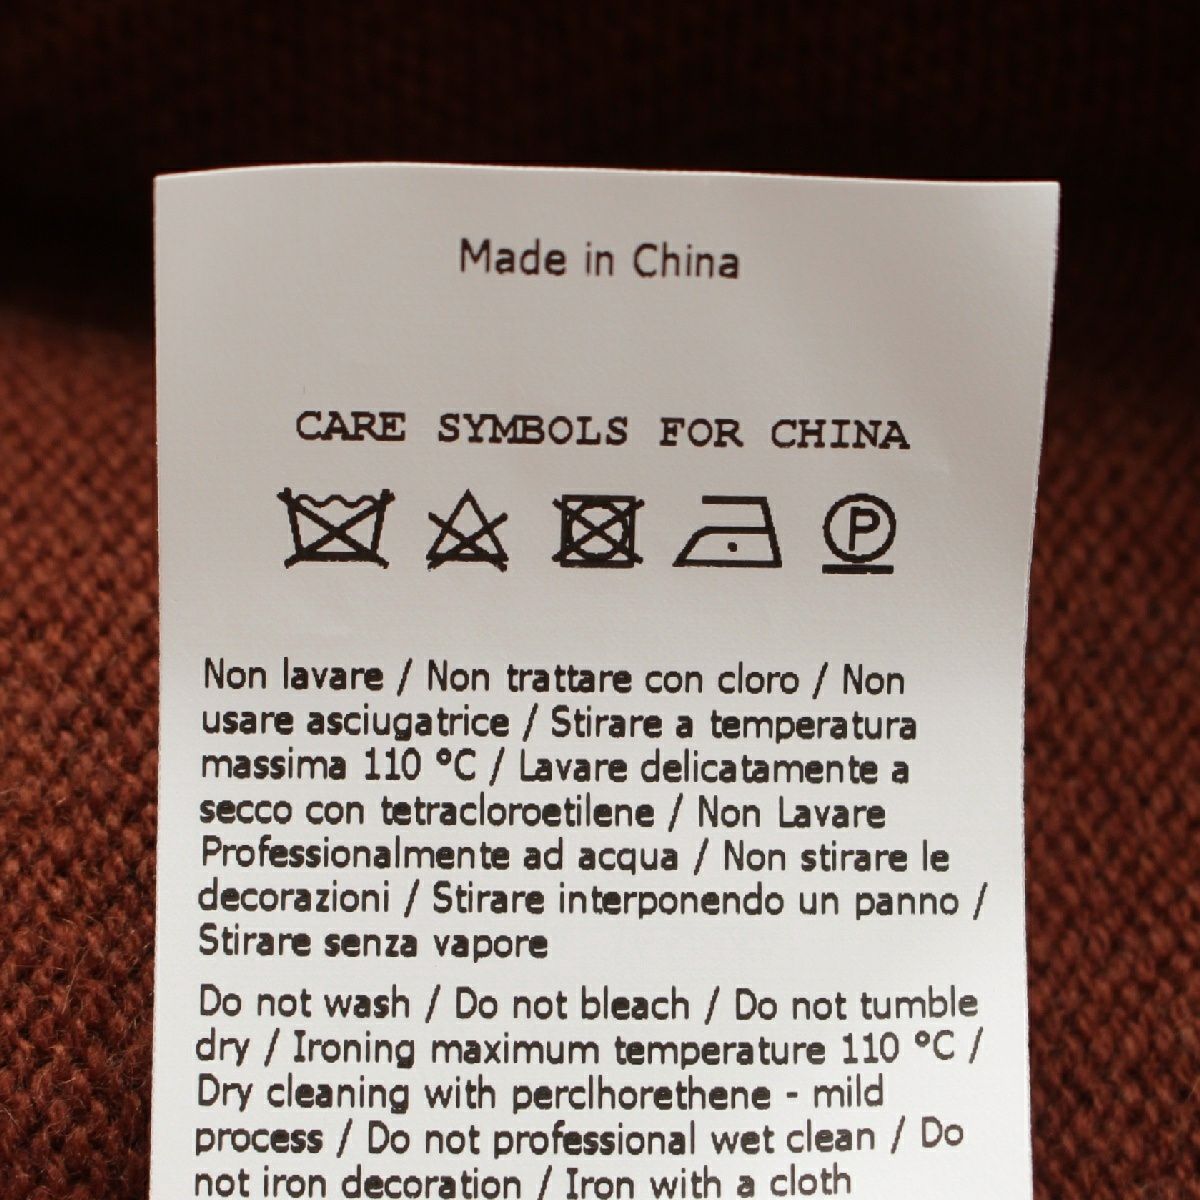 Made in China
CARE SYMBOLS FOR CHINA
P
Non lavare / Non trattare con cloro / Non
usare asciugatrice / Stirare a temperatura
massima 110 °C / Lavare delicatamente a
secco con tetracloroetilene / Non Lavare
Professionalmente ad acqua / Non stirare le
decorazioni / Stirare interponendo un panno /
Stirare senza vapore
Do not wash / Do not bleach / Do not tumble
dry / Ironing maximum temperature 110 °C /
Dry cleaning with perclhorethene - mild
process / Do not professional wet clean / Do
not iron decoration / Iron with a cloth